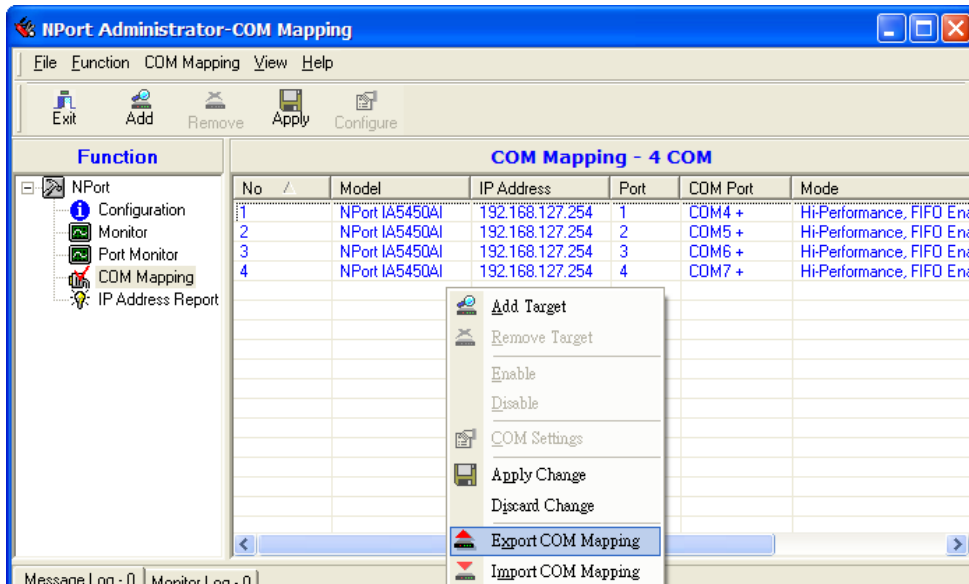 NPort Administrator-COM Mapping
File Function COM Mapping View Help
Exit Add Remove Apply Configure
Function
COM Mapping - 4 COM
NPort
Configuration
Monitor
Port Monitor
COM Mapping
IP Address Report
No Model IP Address Port COM Port Mode
1 NPort IA5450AI 192.168.127.254 1 COM4 + Hi-Performance, FIFO Ena
2 NPort IA5450AI 192.168.127.254 2 COM5 + Hi-Performance, FIFO Ena
3 NPort IA5450AI 192.168.127.254 3 COM6 + Hi-Performance, FIFO Ena
4 NPort IA5450AI 192.168.127.254 4 COM7 + Hi-Performance, FIFO Ena
Add Target
Remove Target
Enable
Disable
COM Settings
Apply Change
Discard Change
Export COM Mapping
Import COM Mapping
Message Log - 0 Monitor Log - 0